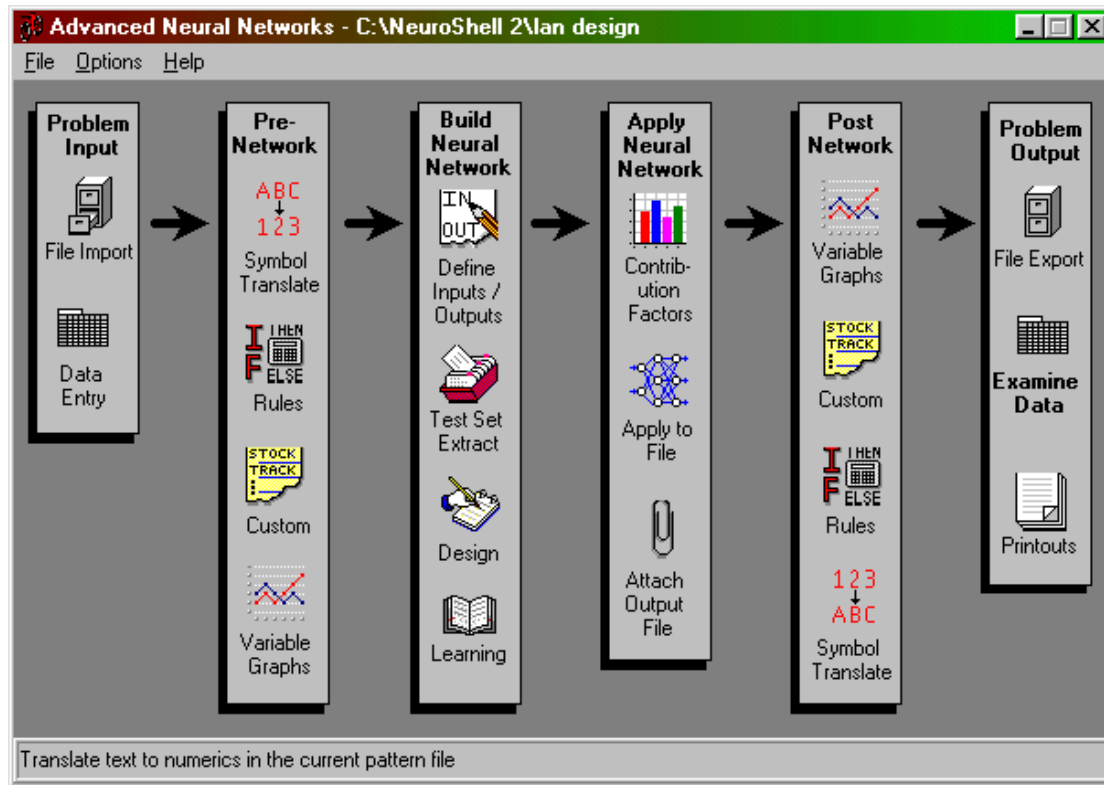 Advanced Neural Networks - C:\NeuroShell 2\lan design
File Options Help
Problem
Input
File Import
Data
Entry
Pre-
Network
ABC
123
Symbol
Translate
IF THEN
ELSE
Rules
STOCK
TRACK
Custom
Variable
Graphs
Build
Neural
Network
IN
OUT
Define
Inputs /
Outputs
Test Set
Extract
Design
Learning
Apply
Neural
Network
Contrib-
ution
Factors
Apply to
File
Attach
Output
File
Post
Network
Variable
Graphs
STOCK
TRACK
Custom
IF THEN
ELSE
Rules
123
ABC
Symbol
Translate
Problem
Output
File Export
Examine
Data
Printouts
Translate text to numerics in the current pattern file